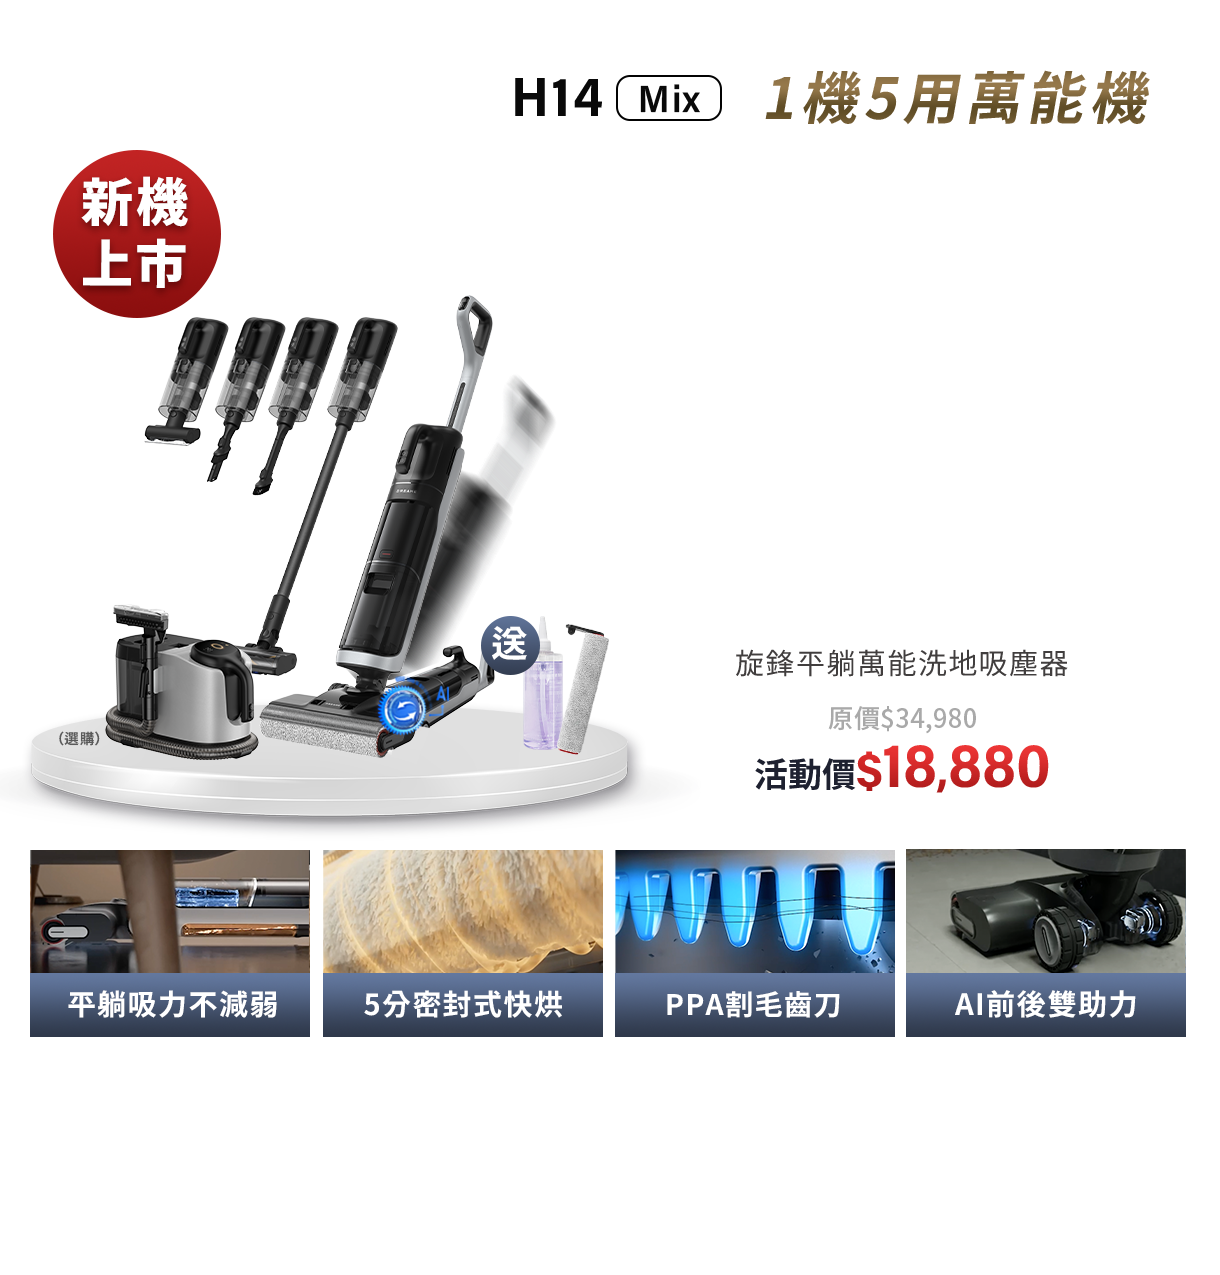 H14 Mix 1機5用萬能機
新機
上市
送
AI
(選購)
旋鋒平躺萬能洗地吸塵器
原價$34,980
活動價$18,880
平躺吸力不減弱
5分密封式快烘
PPA割毛齒刀
AI前後雙助力